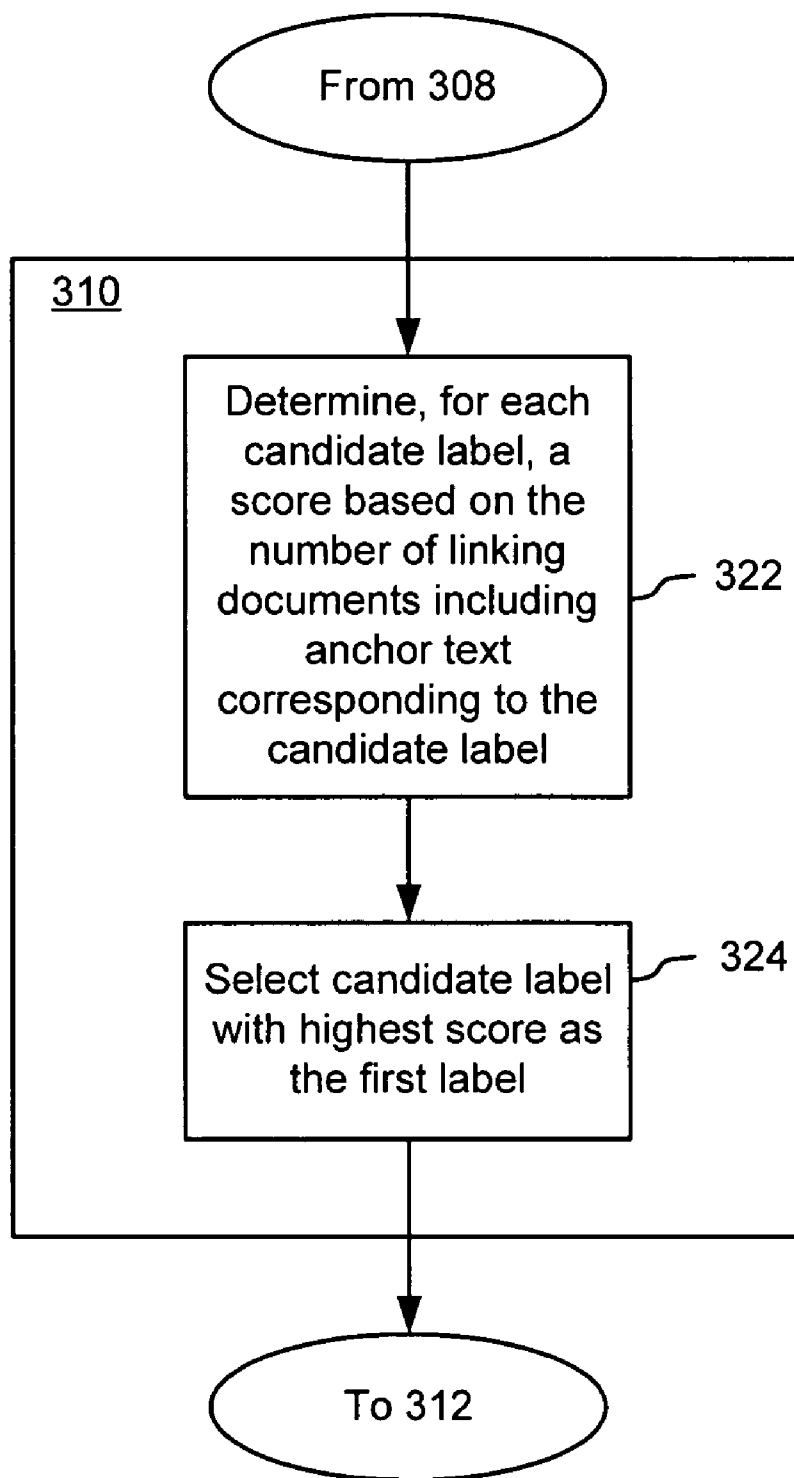 From 308
310
Determine, for each
candidate label, a
score based on the
number of linking
documents including
anchor text
corresponding to the
candidate label
322
Select candidate label
with highest score as
the first label
324
To 312